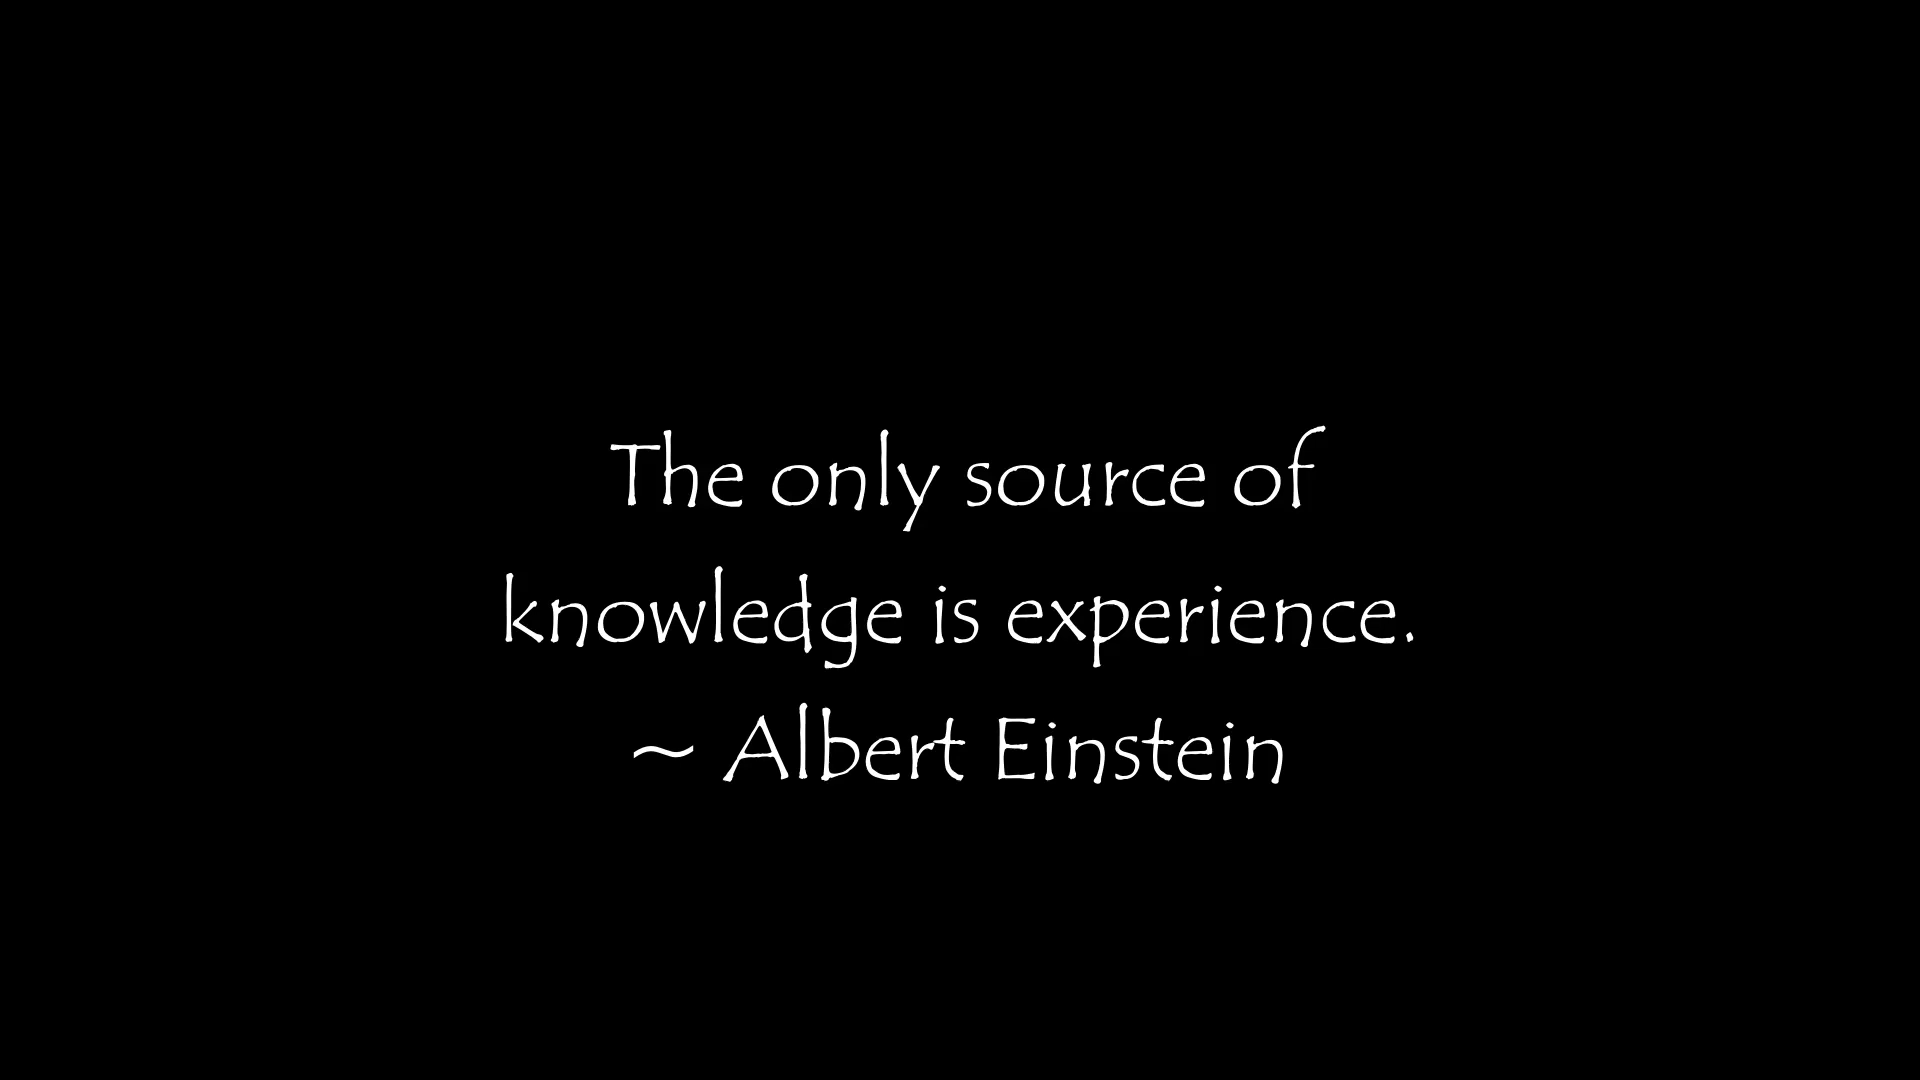 The only source of
knowledge is experience.
~ Albert Einstein